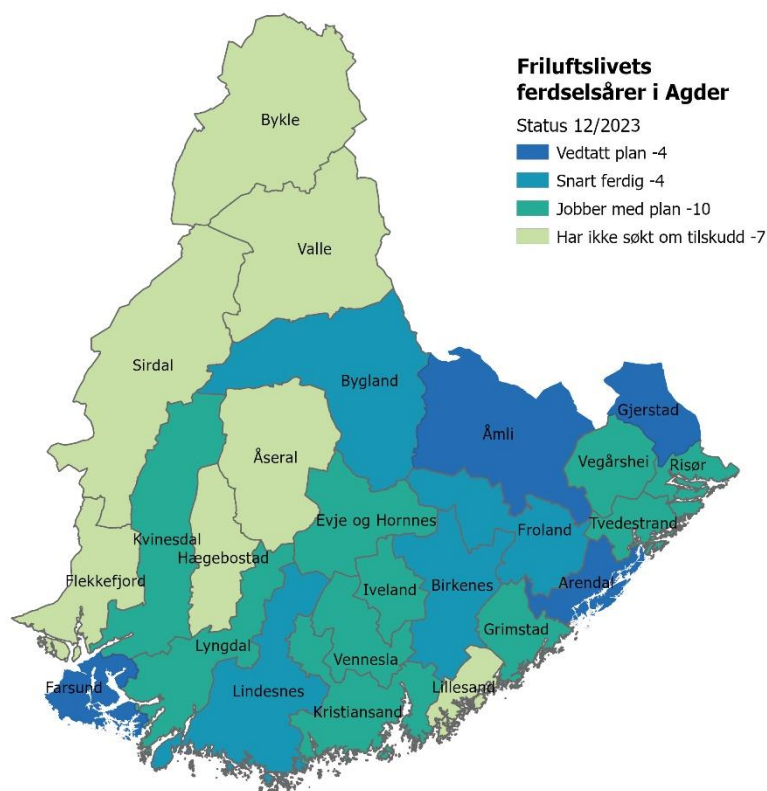 Friluftslivets
ferdselsårer i Agder
Status 12/2023
Vedtatt plan -4
Snart ferdig -4
Jobber med plan -10
Har ikke søkt om tilskudd -7
Bykle
Valle
Sirdal
Bygland
Gjerstad
Åmli
Åseral
Vegårshei
Risør
Evje og Hornnes
Froland
Tvedestrand
Kvinesdal
Hægebostad
Flekkefjord
Iveland
Birkenes
Arendal
Grimstad
Lyngdal
Vennesla
Farsund
Lindesnes
Lillesand
Kristiansand